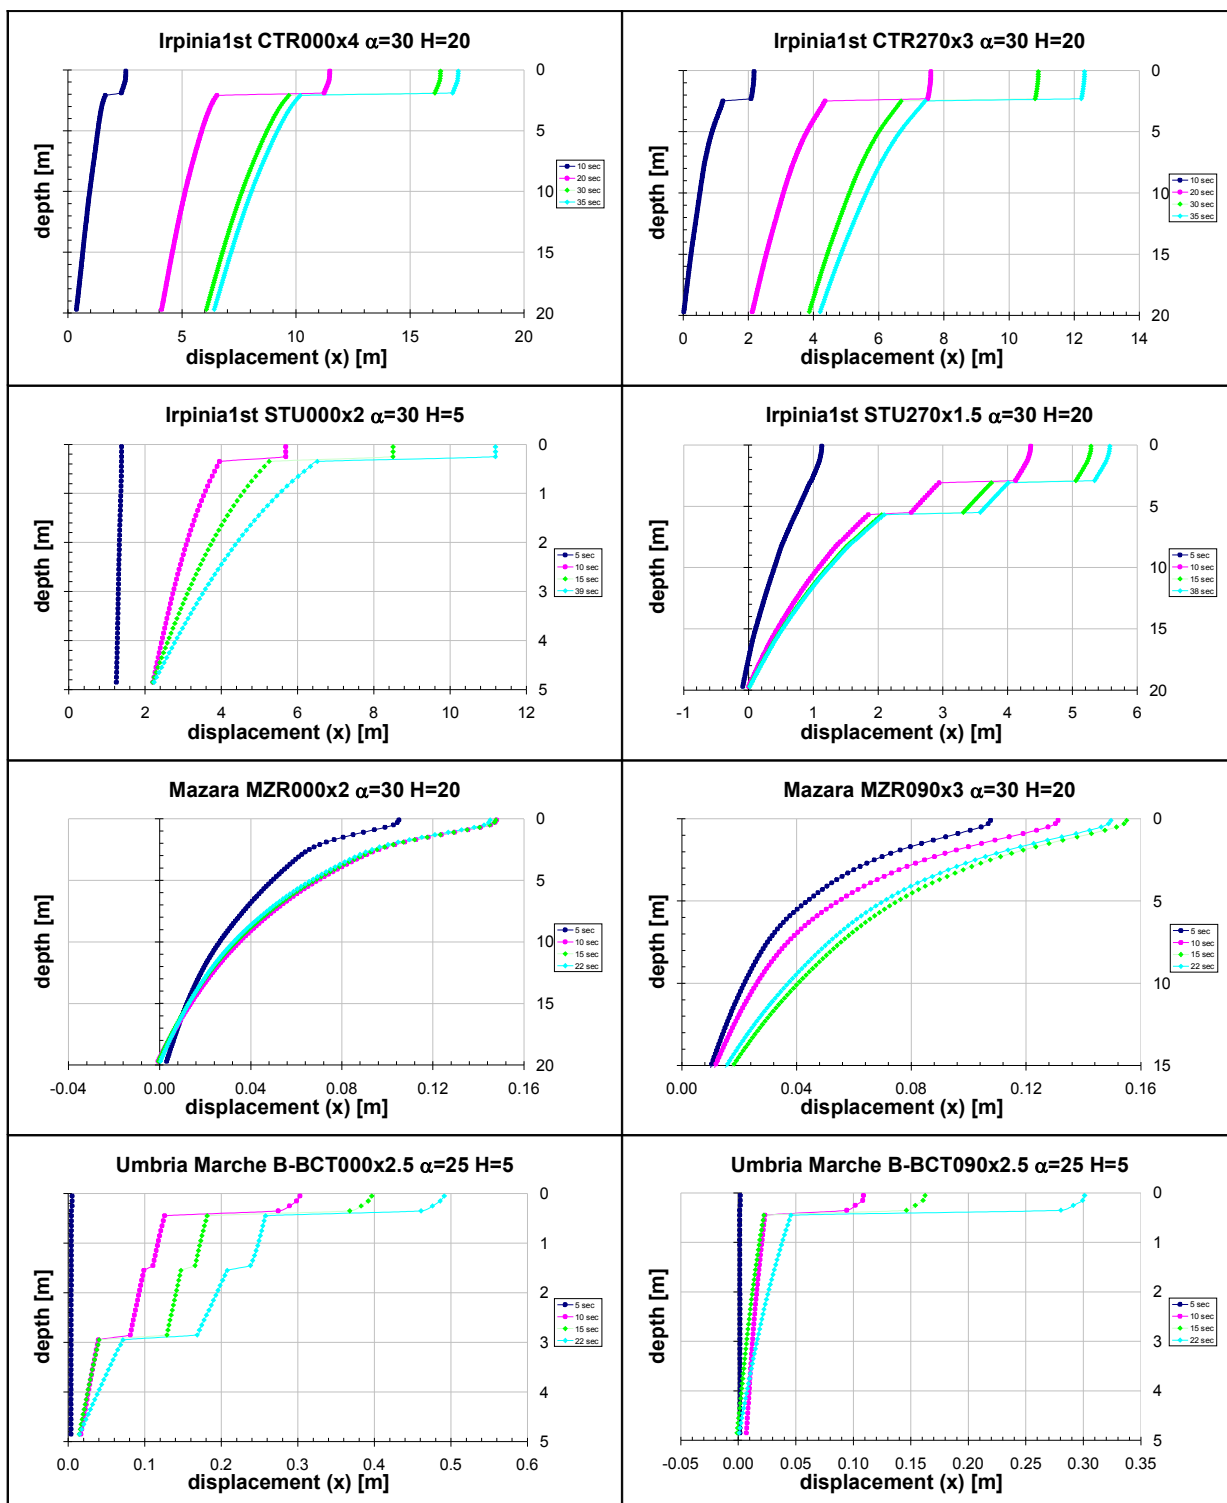 Irpinia1st CTR000x4 α=30 H=20
0
5
10
15
20
depth [m]
10 sec
20 sec
30 sec
35 sec
0 5 10 15 20
displacement (x) [m]
Irpinia1st CTR270x3 α=30 H=20
0
5
10
15
20
depth [m]
10 sec
20 sec
30 sec
35 sec
0 2 4 6 8 10 12 14
displacement (x) [m]
Irpinia1st STU000x2 α=30 H=5
0
1
2
3
4
5
depth [m]
5 sec
10 sec
15 sec
39 sec
0 2 4 6 8 10 12
displacement (x) [m]
Irpinia1st STU270x1.5 α=30 H=20
0
5
10
15
20
depth [m]
5 sec
10 sec
15 sec
38 sec
-1 0 1 2 3 4 5 6
displacement (x) [m]
Mazara MZR000x2 α=30 H=20
0
5
10
15
20
depth [m]
5 sec
10 sec
15 sec
22 sec
-0.04 0.00 0.04 0.08 0.12 0.16
displacement (x) [m]
Mazara MZR090x3 α=30 H=20
0
5
10
15
depth [m]
5 sec
10 sec
15 sec
22 sec
0.00 0.04 0.08 0.12 0.16
displacement (x) [m]
Umbria Marche B-BCT000x2.5 α=25 H=5
0
1
2
3
4
5
depth [m]
5 sec
10 sec
15 sec
22 sec
0.0 0.1 0.2 0.3 0.4 0.5 0.6
displacement (x) [m]
Umbria Marche B-BCT090x2.5 α=25 H=5
0
1
2
3
4
5
depth [m]
5 sec
10 sec
15 sec
22 sec
-0.05 0.00 0.05 0.10 0.15 0.20 0.25 0.30 0.35
displacement (x) [m]